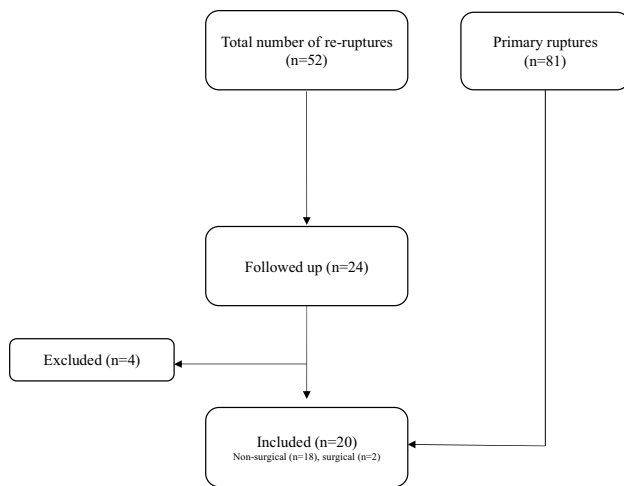 Total number of re-ruptures
(n=52)
Primary ruptures
(n=81)
Followed up (n=24)
Excluded (n=4)
Included (n=20)
Non-surgical (n=18), surgical (n=2)